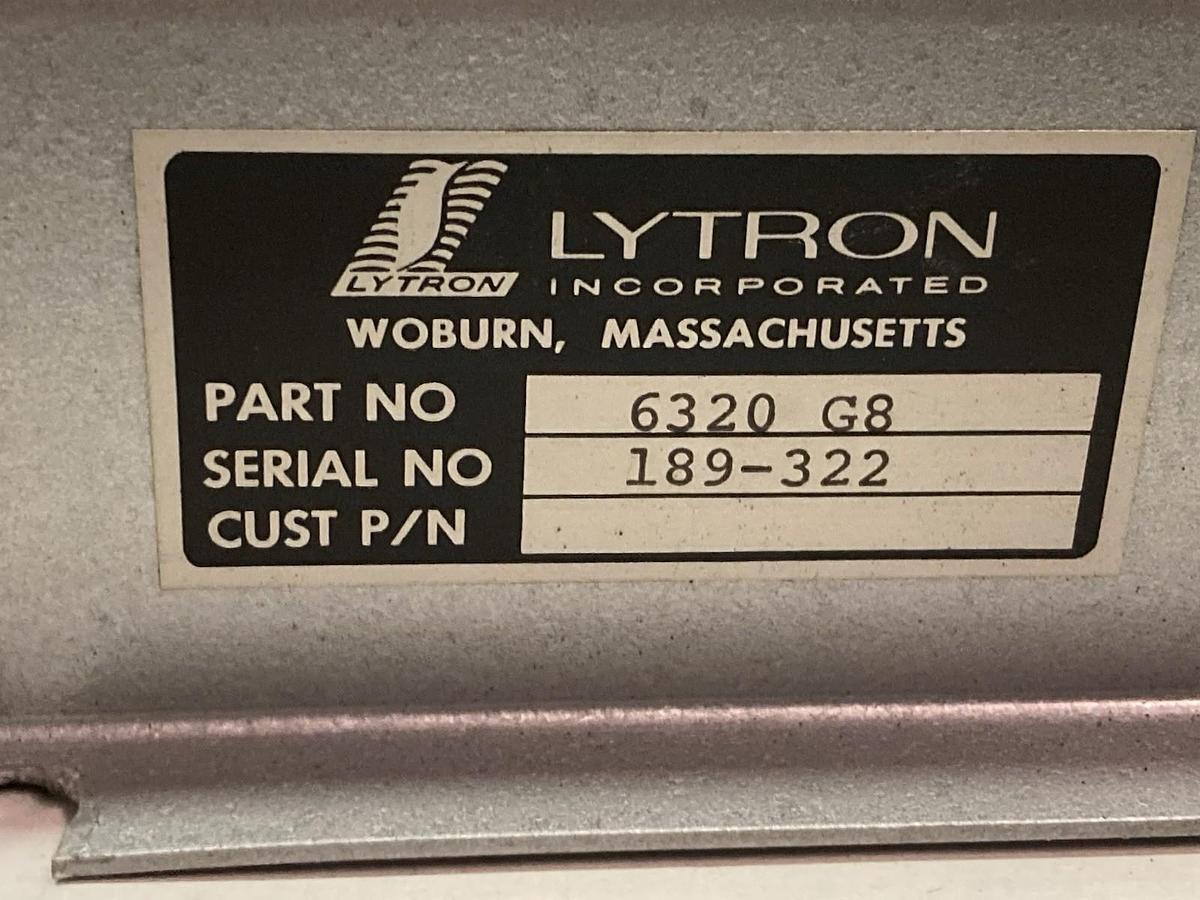 LYTRON
LYTRON
INCORPORATED
WOBURN, MASSACHUSETTS
PART NO 6320 G8
SERIAL NO 189-322
CUST P/N